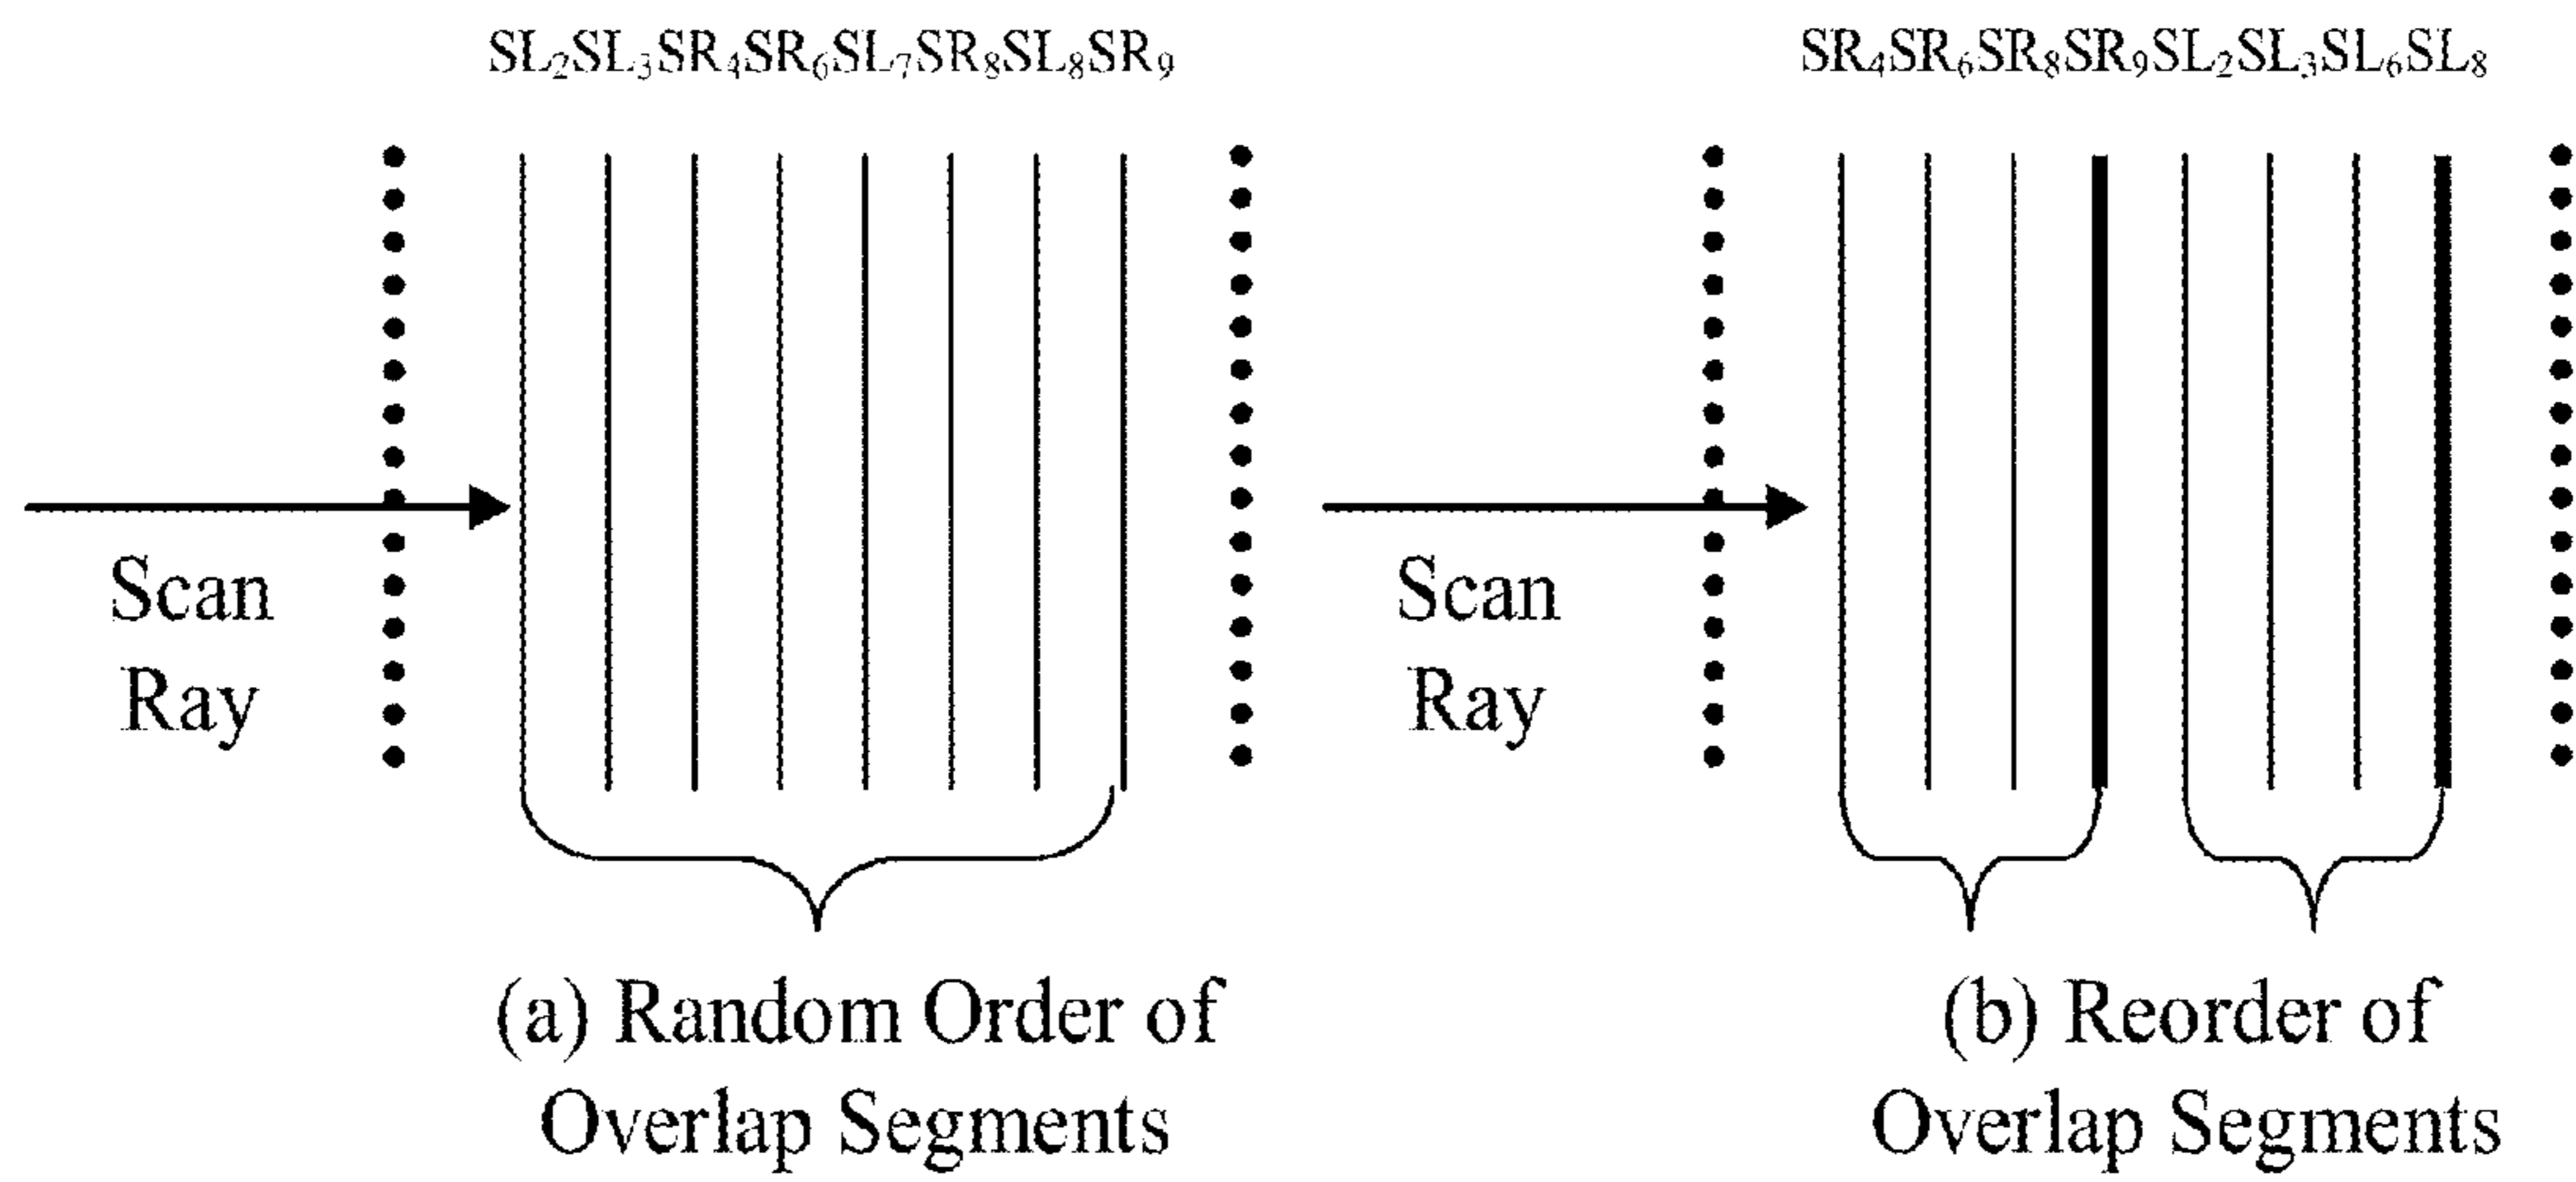 SL₂SL₃SR₄SR₆SL₇SR₈SL₈SR₉
Scan
Ray
(a) Random Order of
Overlap Segments
SR₄SR₆SR₈SR₉SL₂SL₃SL₆SL₈
Scan
Ray
(b) Reorder of
Overlap Segments